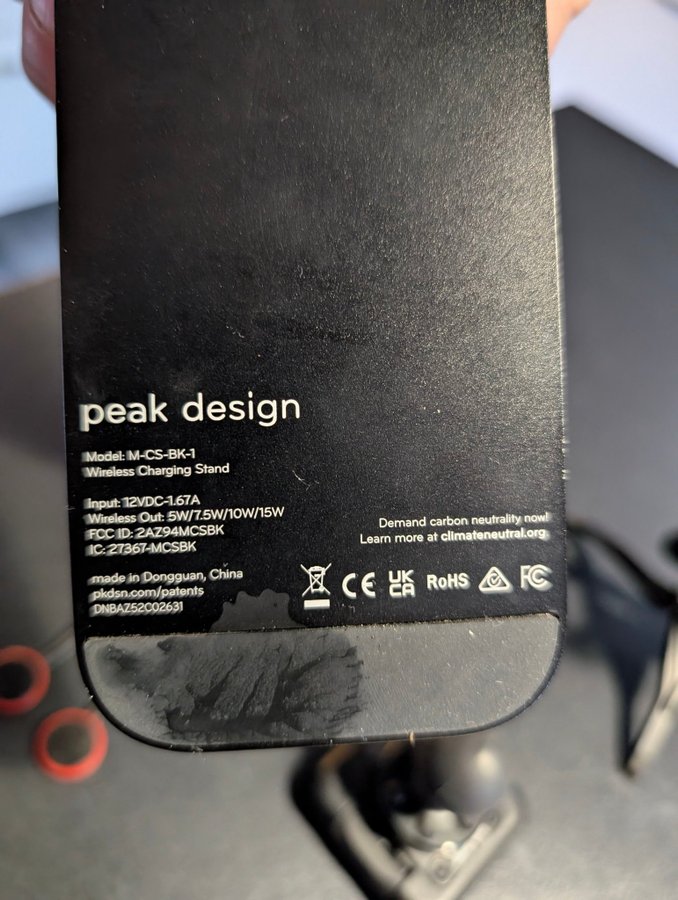 peak design
Model: M-CS-BK-1
Wireless Charging Stand
Input: 12VDC-1.67A
Wireless Out: 5W/7.5W/10W/15W
FCC ID: 2AZ94MCSBK
IC: 27367-MCSBK
made in Dongguan, China
pkdsn.com/patents
DNBAZ52C02631
Demand carbon neutrality now!
Learn more at climateneutral.org
CE UK CA RoHS FC